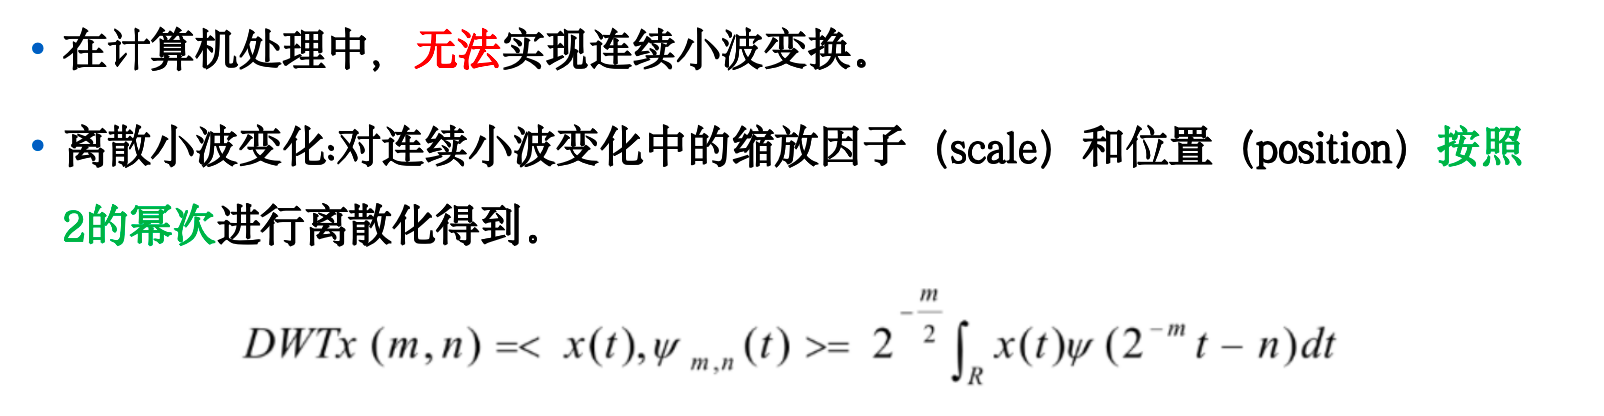 • 在计算机处理中，无法实现连续小波变换。
• 离散小波变化:对连续小波变化中的缩放因子（scale）和位置（position）按照
2的幂次进行离散化得到。
DWTx (m,n) =< x(t),ψ_{m,n}(t) >= 2^{-\frac{m}{2}} ∫_R x(t)ψ (2^{-m} t − n)dt